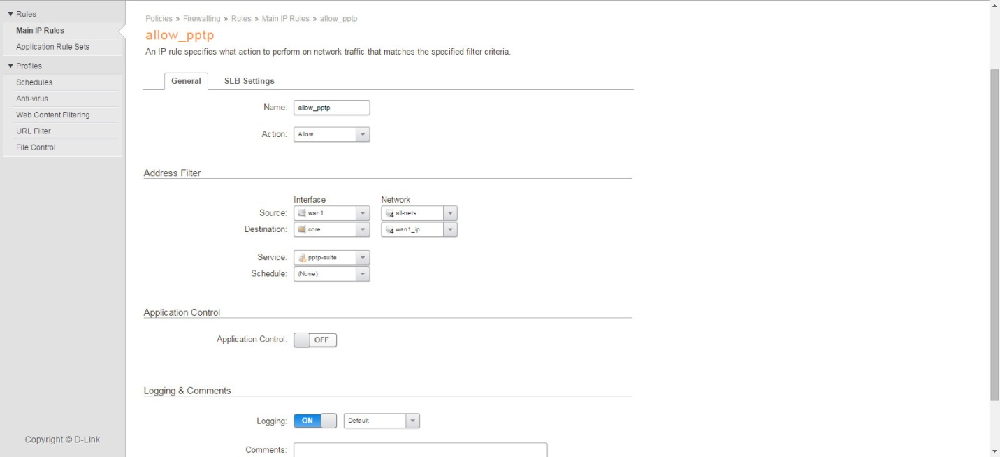 Rules
Main IP Rules
Application Rule Sets
Profiles
Schedules
Anti-virus
Web Content Filtering
URL Filter
File Control
Copyright © D-Link
Policies » Firewalling » Rules » Main IP Rules » allow_pptp
allow_pptp
An IP rule specifies what action to perform on network traffic that matches the specified filter criteria.
General SLB Settings
Name: allow_pptp
Action: Allow
Address Filter
Interface Network
Source: wan1 all-nets
Destination: core wan1_ip
Service: pptp-suite
Schedule: (None)
Application Control
Application Control: OFF
Logging & Comments
Logging: ON Default
Comments: